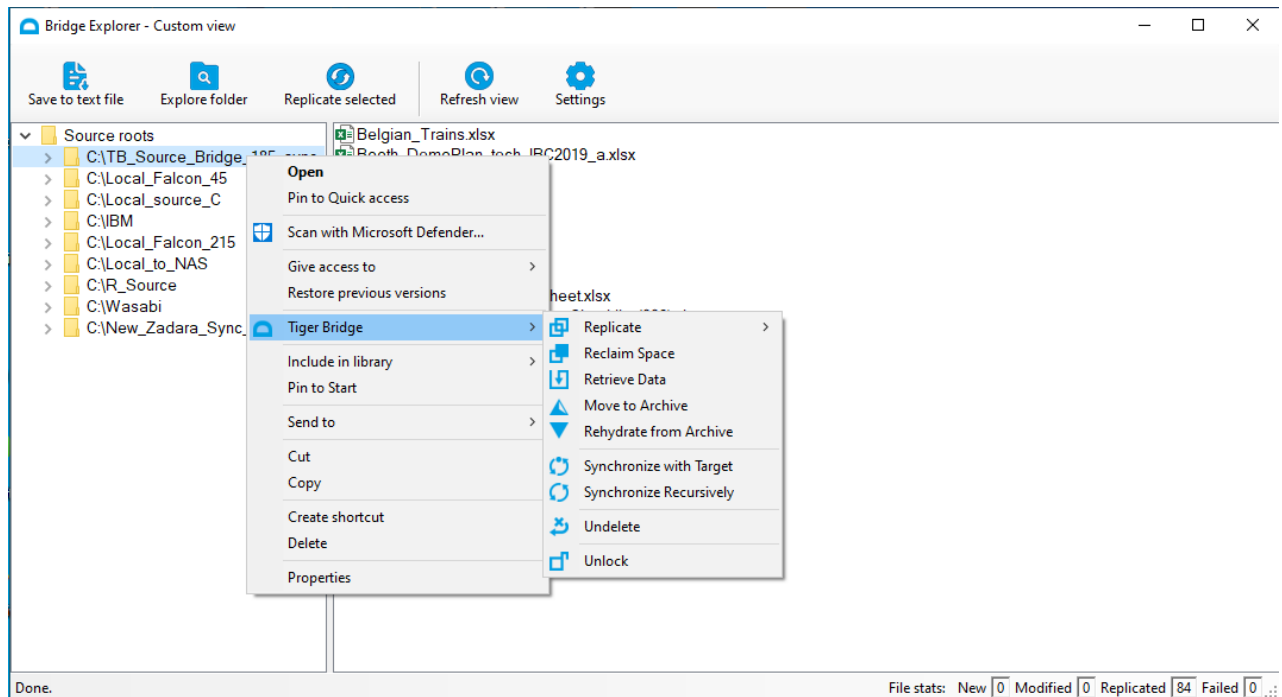 Bridge Explorer - Custom view
Save to text file
Explore folder
Replicate selected
Refresh view
Settings
Source roots
C:\TB_Source_Bridge_185_sync
C:\Local_Falcon_45
C:\Local_source_C
C:\IBM
C:\Local_Falcon_215
C:\Local_to_NAS
C:\R_Source
C:\Wasabi
C:\New_Zadara_Sync_
Belgian_Trains.xlsx
Booth_DemoPlan_tech_IBC2019_a.xlsx
heet.xlsx
Open
Pin to Quick access
Scan with Microsoft Defender...
Give access to
Restore previous versions
Tiger Bridge
Include in library
Pin to Start
Send to
Cut
Copy
Create shortcut
Delete
Properties
Replicate
Reclaim Space
Retrieve Data
Move to Archive
Rehydrate from Archive
Synchronize with Target
Synchronize Recursively
Undelete
Unlock
Done.
File stats: New 0 Modified 0 Replicated 84 Failed 0